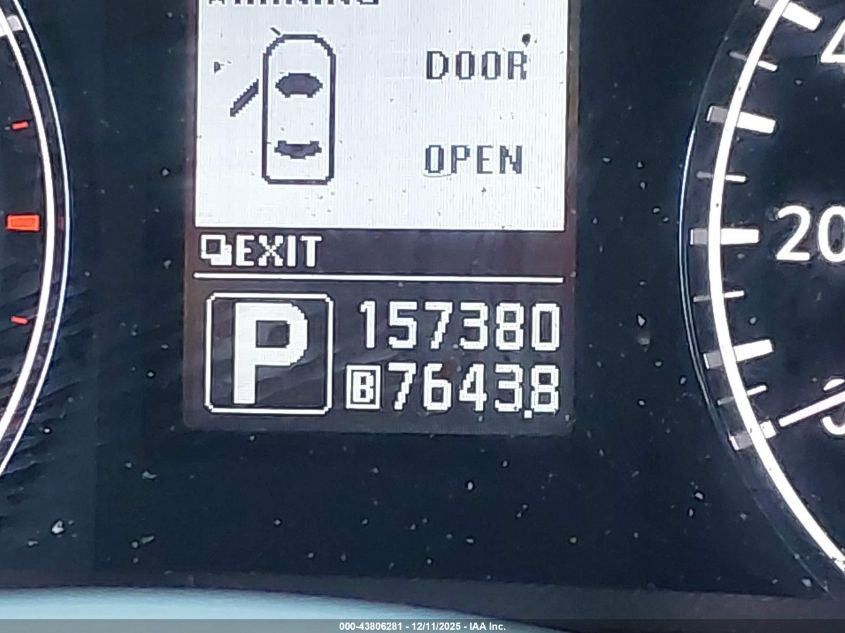 DOOR
OPEN
EXIT
P
157380
B 7643.8
20
000-43806281 - 12/11/2025 - IAA Inc.